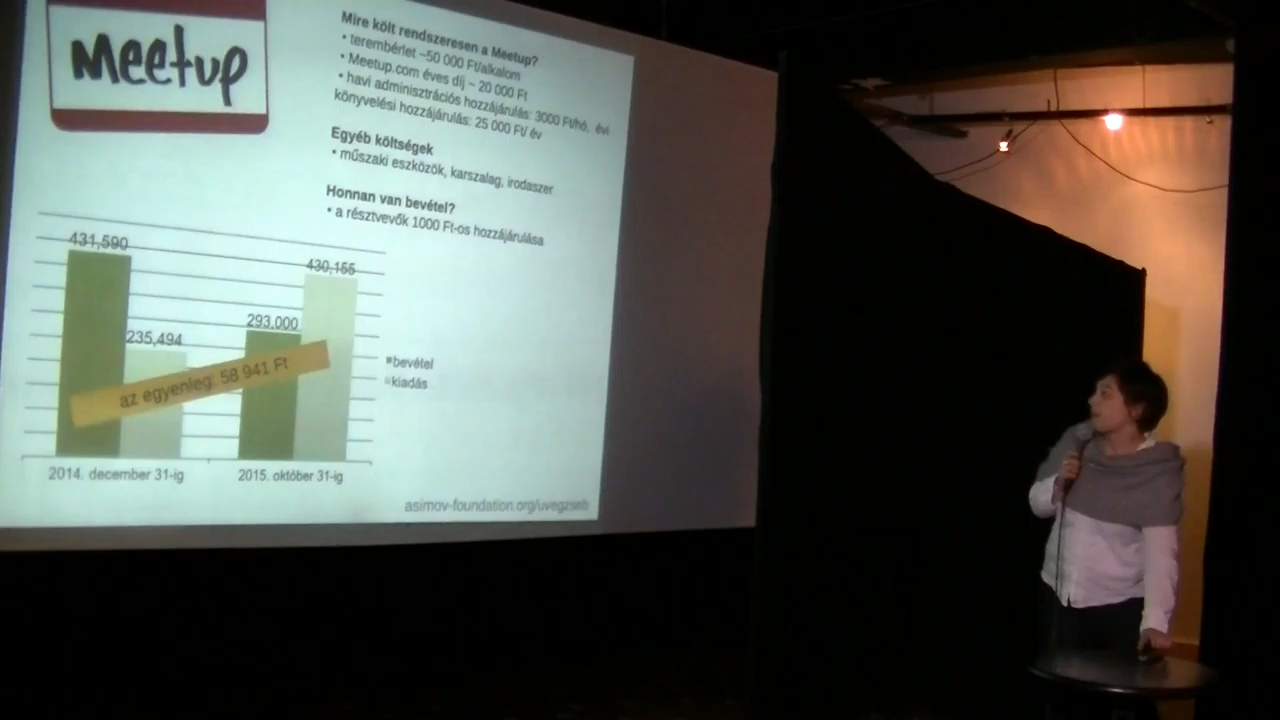 Meetup
Mire költ rendszeresen a Meetup?
• terembérlet ~50 000 Ft/alkalom
• Meetup.com éves díj ~ 20 000 Ft
• havi adminisztrációs hozzájárulás: 3000 Ft/hó, évi
könyvelési hozzájárulás: 25 000 Ft/ év
Egyéb költségek
• műszaki eszközök, karszalag, irodaszer
Honnan van bevétel?
• a résztvevők 1000 Ft-os hozzájárulása
431,590
235,494
293,000
430,155
az egyenleg: 58 941 Ft
bevétel
kiadás
2014. december 31-ig
2015. október 31-ig
asimov-foundation.org/uvegzseb